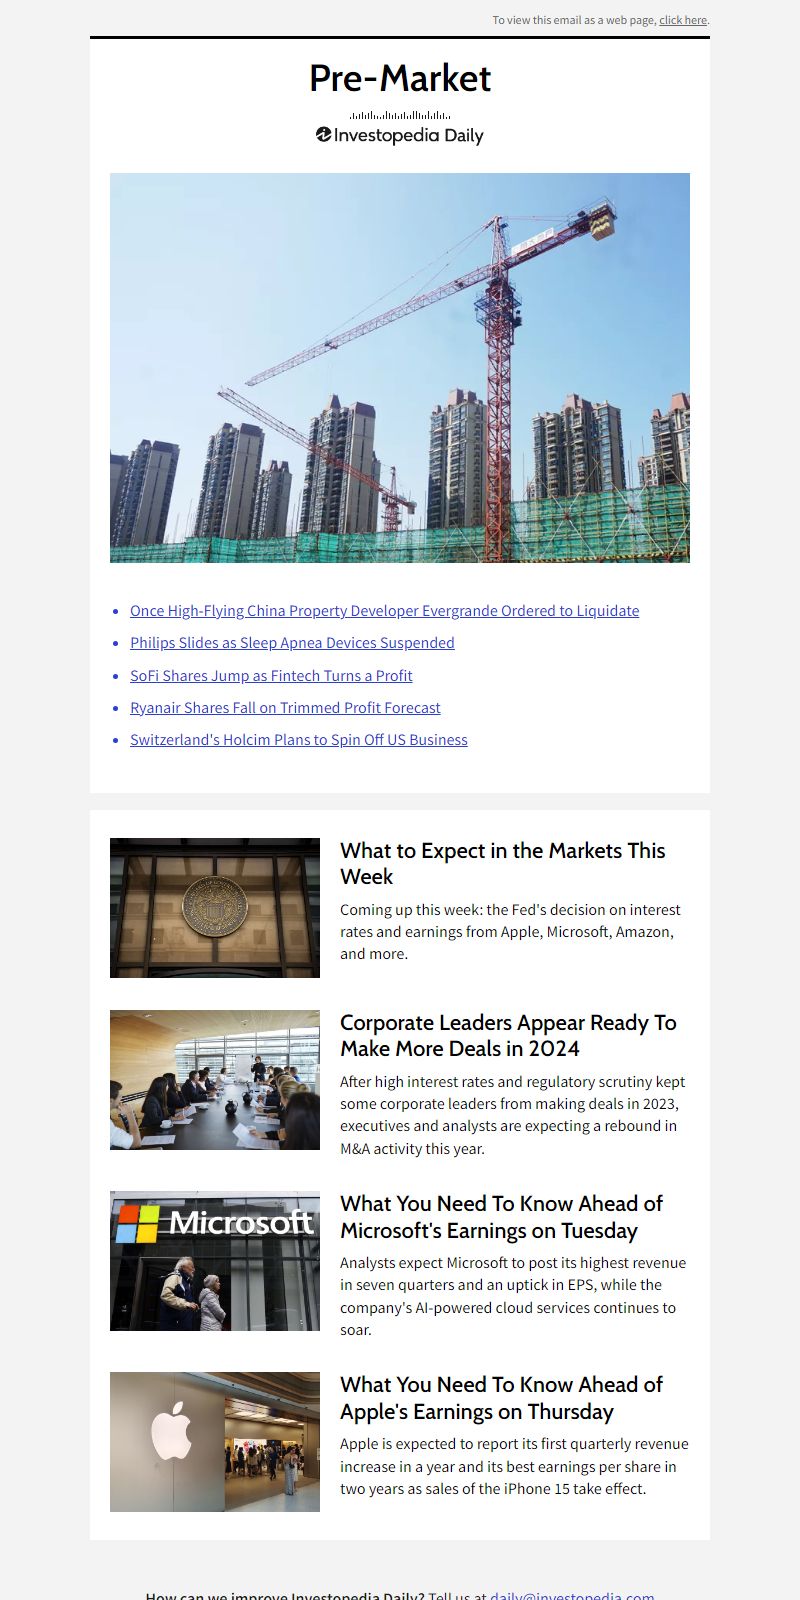 To view this email as a web page, click here.
Pre-Market
Investopedia Daily
Once High-Flying China Property Developer Evergrande Ordered to Liquidate
Philips Slides as Sleep Apnea Devices Suspended
SoFi Shares Jump as Fintech Turns a Profit
Ryanair Shares Fall on Trimmed Profit Forecast
Switzerland's Holcim Plans to Spin Off US Business
What to Expect in the Markets This
Week
Coming up this week: the Fed's decision on interest
rates and earnings from Apple, Microsoft, Amazon,
and more.
Corporate Leaders Appear Ready To
Make More Deals in 2024
After high interest rates and regulatory scrutiny kept
some corporate leaders from making deals in 2023,
executives and analysts are expecting a rebound in
M&A activity this year.
Microsoft
What You Need To Know Ahead of
Microsoft's Earnings on Tuesday
Analysts expect Microsoft to post its highest revenue
in seven quarters and an uptick in EPS, while the
company's AI-powered cloud services continues to
soar.
What You Need To Know Ahead of
Apple's Earnings on Thursday
Apple is expected to report its first quarterly revenue
increase in a year and its best earnings per share in
two years as sales of the iPhone 15 take effect.
How can we improve Investopedia Daily? Tell us at daily@investopedia.com